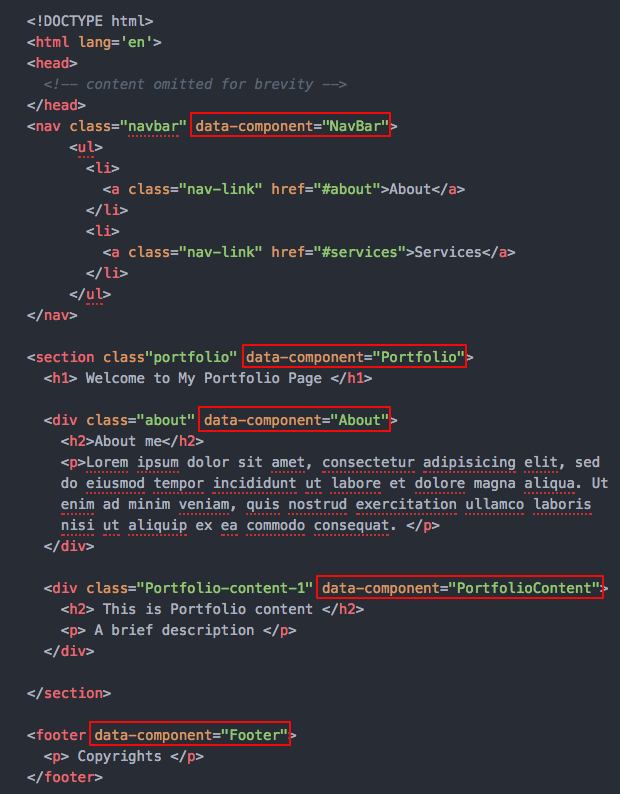 <!DOCTYPE html>
<html lang='en'>
<head>
<!-- content omitted for brevity -->
</head>
<nav class="navbar" data-component="NavBar">
<ul>
<li>
<a class="nav-link" href="#about">About</a>
</li>
<li>
<a class="nav-link" href="#services">Services</a>
</li>
</ul>
</nav>
<section class"portfolio" data-component="Portfolio">
<h1> Welcome to My Portfolio Page </h1>
<div class="about" data-component="About">
<h2>About me</h2>
<p>Lorem ipsum dolor sit amet, consectetur adipisicing elit, sed
do eiusmod tempor incididunt ut labore et dolore magna aliqua. Ut
enim ad minim veniam, quis nostrud exercitation ullamco laboris
nisi ut aliquip ex ea commodo consequat. </p>
</div>
<div class="Portfolio-content-1" data-component="PortfolioContent">
<h2> This is Portfolio content </h2>
<p> A brief description </p>
</div>
</section>
<footer data-component="Footer">
<p> Copyrights </p>
</footer>